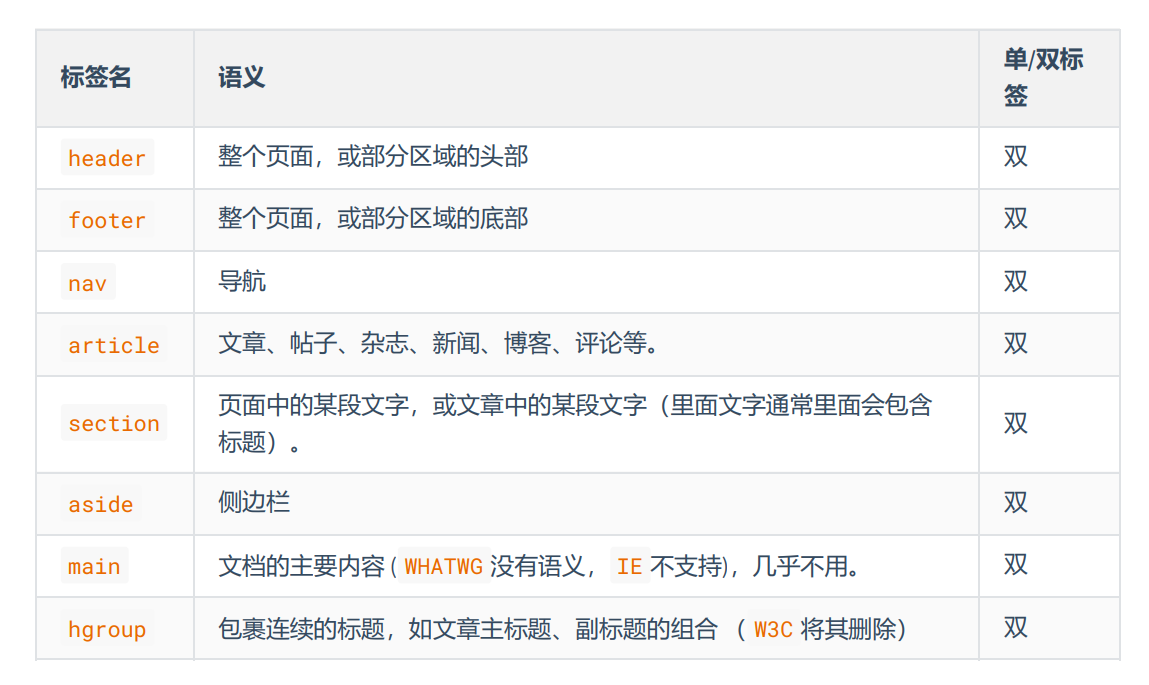 标签名 语义 单/双标
签
header 整个页面，或部分区域的头部 双
footer 整个页面，或部分区域的底部 双
nav 导航 双
article 文章、帖子、杂志、新闻、博客、评论等。 双
section 页面中的某段文字，或文章中的某段文字（里面文字通常里面会包含
标题）。 双
aside 侧边栏 双
main 文档的主要内容 ( WHATWG 没有语义， IE 不支持)，几乎不用。 双
hgroup 包裹连续的标题，如文章主标题、副标题的组合 （ W3C 将其删除） 双